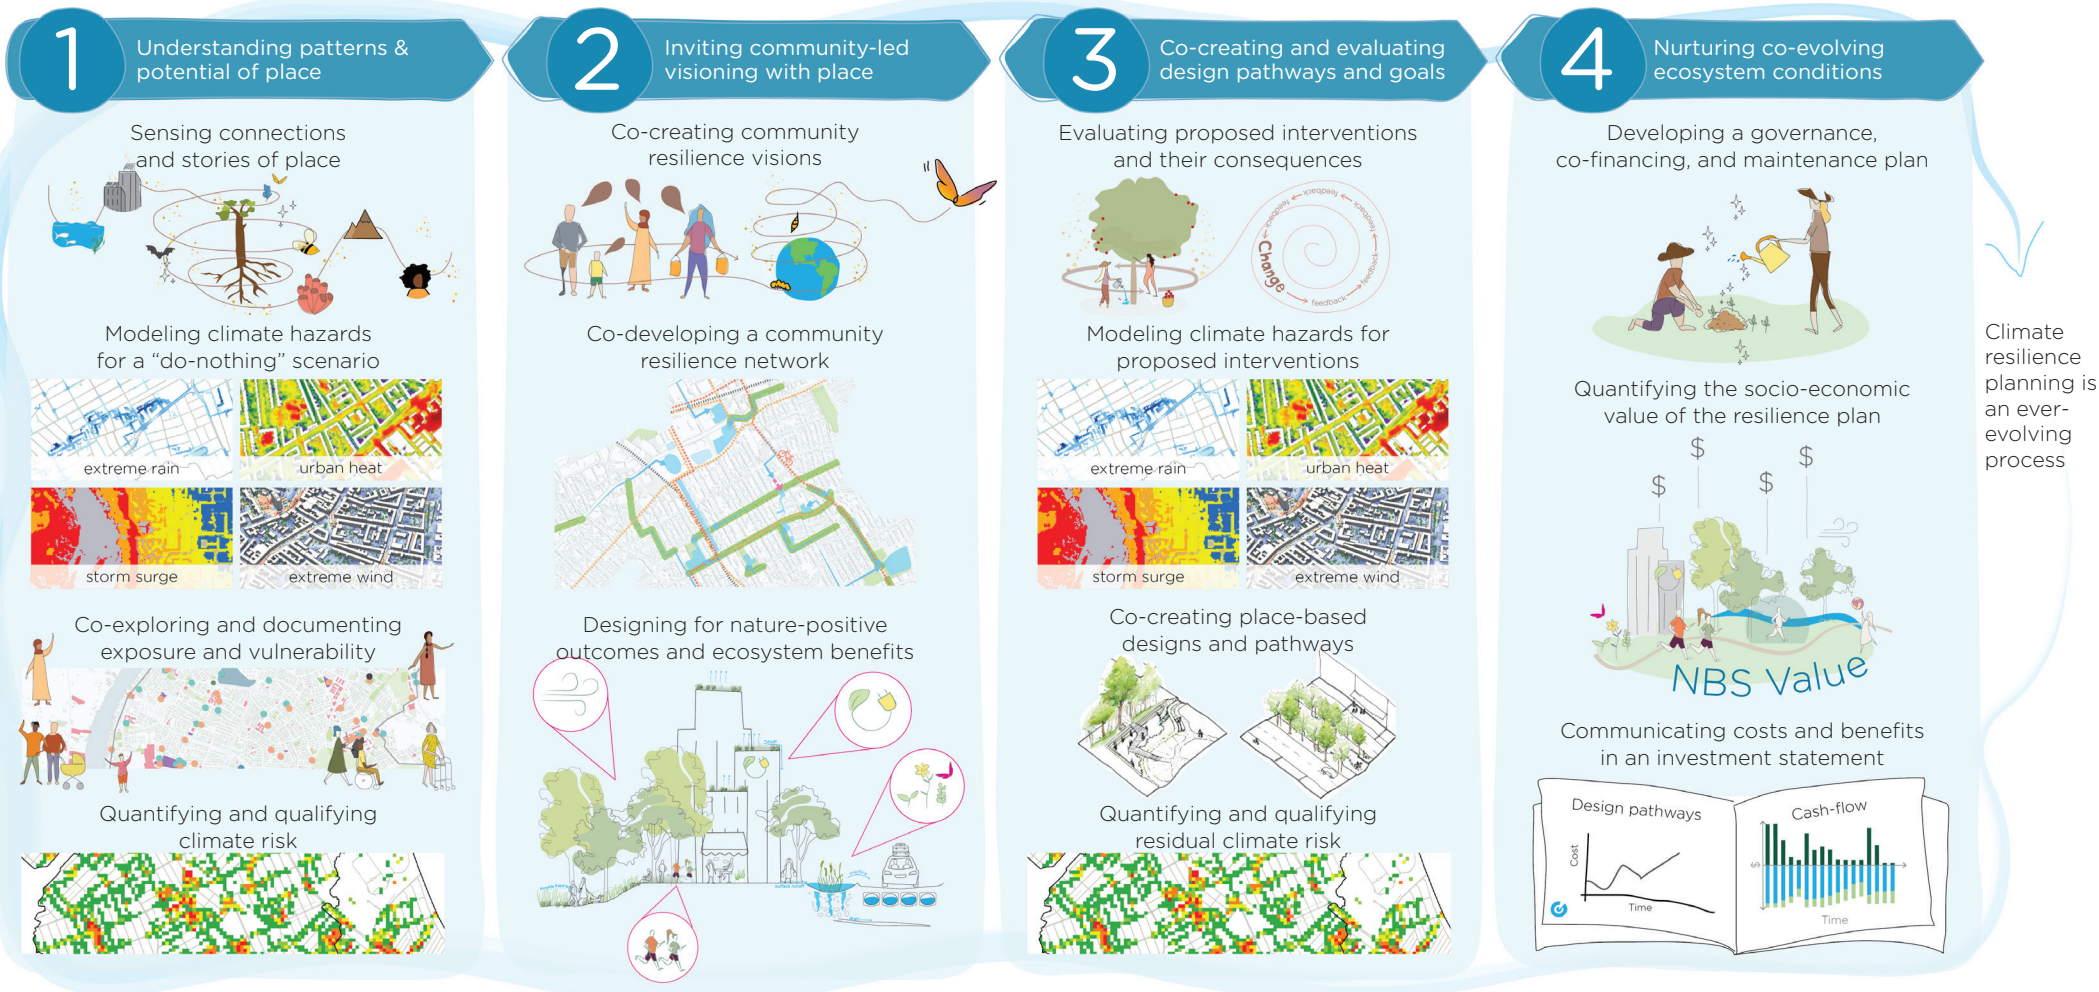 1
Understanding patterns &
potential of place
Sensing connections
and stories of place
Modeling climate hazards
for a “do-nothing” scenario
extreme rain
urban heat
storm surge
extreme wind
Co-exploring and documenting
exposure and vulnerability
Quantifying and qualifying
climate risk
2
Inviting community-led
visioning with place
Co-creating community
resilience visions
Co-developing a community
resilience network
Designing for nature-positive
outcomes and ecosystem benefits
3
Co-creating and evaluating
design pathways and goals
Evaluating proposed interventions
and their consequences
Change
feedback
feedback
feedback
feedback
feedback
Modeling climate hazards for
proposed interventions
extreme rain
urban heat
storm surge
extreme wind
Co-creating place-based
designs and pathways
Quantifying and qualifying
residual climate risk
4
Nurturing co-evolving
ecosystem conditions
Developing a governance,
co-financing, and maintenance plan
Quantifying the socio-economic
value of the resilience plan
$
$
$
$
NBS Value
Communicating costs and benefits
in an investment statement
Design pathways
Cost
Time
Cash-flow
$
Time
Climate
resilience
planning is
an ever-
evolving
process